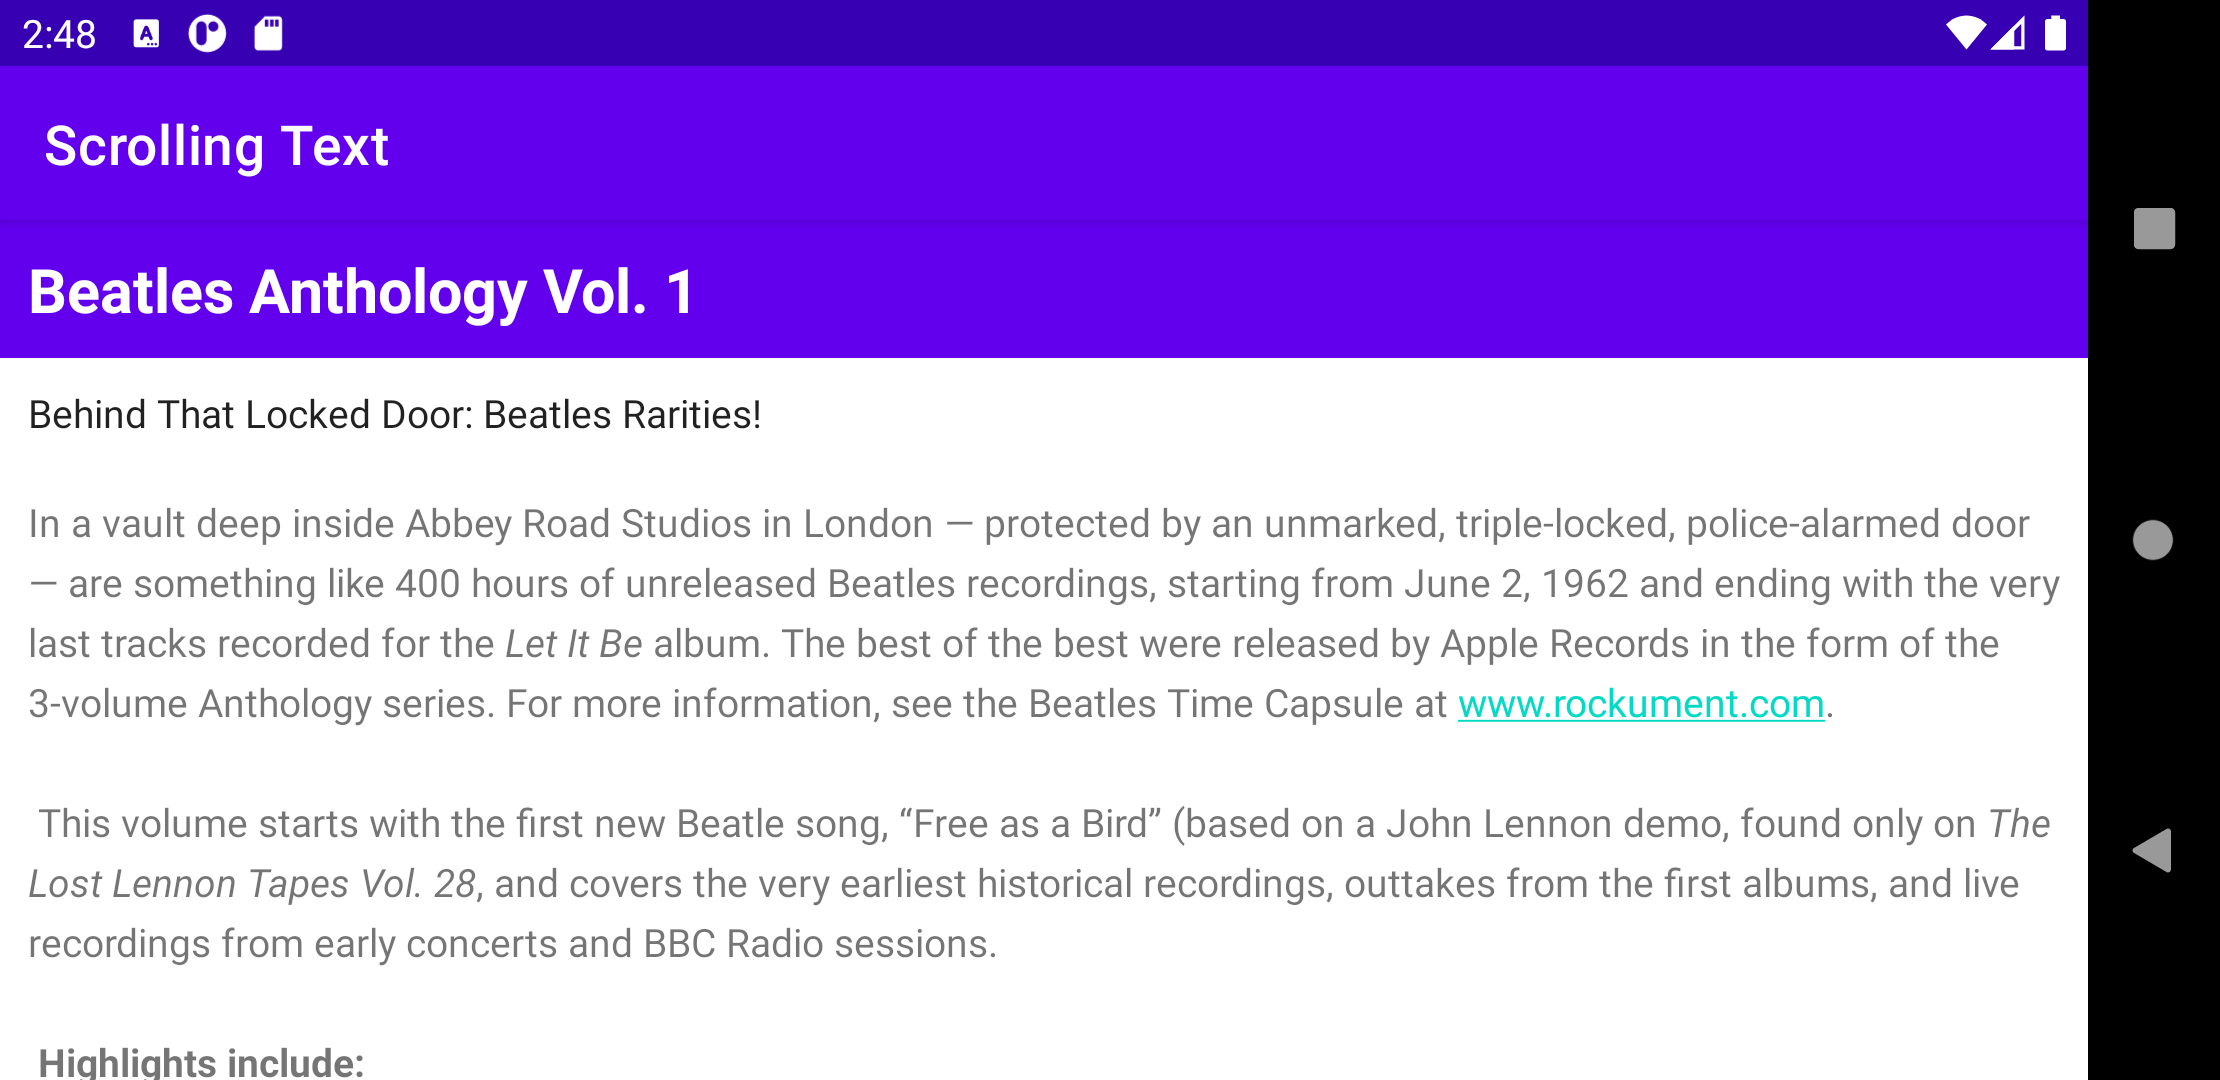 2:48
Scrolling Text
Beatles Anthology Vol. 1
Behind That Locked Door: Beatles Rarities!
In a vault deep inside Abbey Road Studios in London — protected by an unmarked, triple-locked, police-alarmed door
— are something like 400 hours of unreleased Beatles recordings, starting from June 2, 1962 and ending with the very
last tracks recorded for the Let It Be album. The best of the best were released by Apple Records in the form of the
3-volume Anthology series. For more information, see the Beatles Time Capsule at www.rockument.com.
This volume starts with the first new Beatle song, “Free as a Bird” (based on a John Lennon demo, found only on The
Lost Lennon Tapes Vol. 28, and covers the very earliest historical recordings, outtakes from the first albums, and live
recordings from early concerts and BBC Radio sessions.
Highlights include: